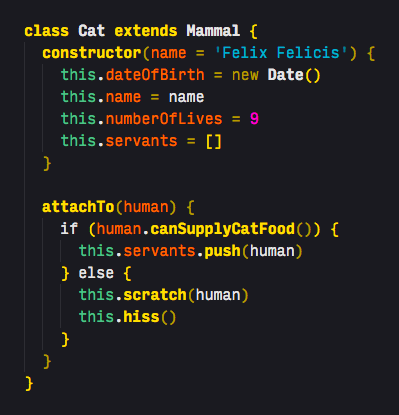 class Cat extends Mammal {
  constructor(name = 'Felix Felicis') {
    this.dateOfBirth = new Date()
    this.name = name
    this.numberOfLives = 9
    this.servants = []
  }

  attachTo(human) {
    if (human.canSupplyCatFood()) {
      this.servants.push(human)
    } else {
      this.scratch(human)
      this.hiss()
    }
  }
}